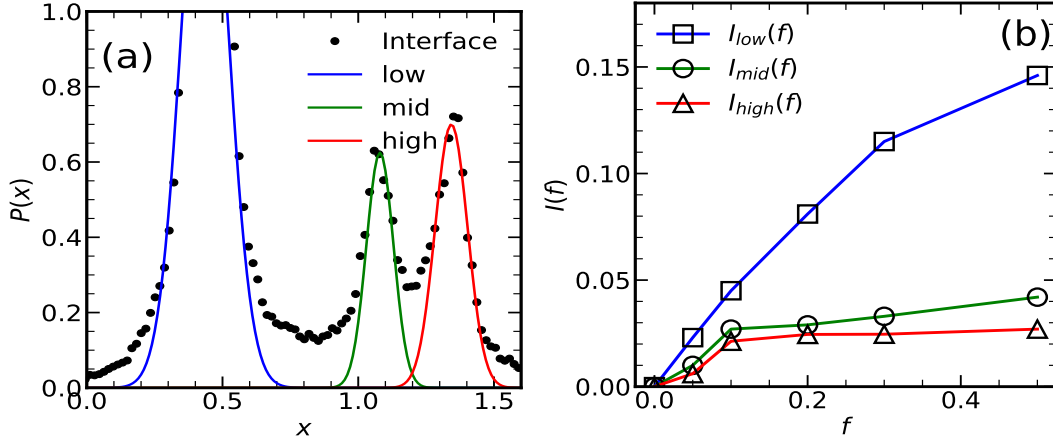 (a)
Interface
low
mid
high
P(x)
1.0
0.8
0.6
0.4
0.2
0.0
0.0 0.5 1.0 1.5
x
(b)
I_low(f)
I_mid(f)
I_high(f)
I(f)
0.15
0.10
0.05
0.00
0.0 0.2 0.4
f